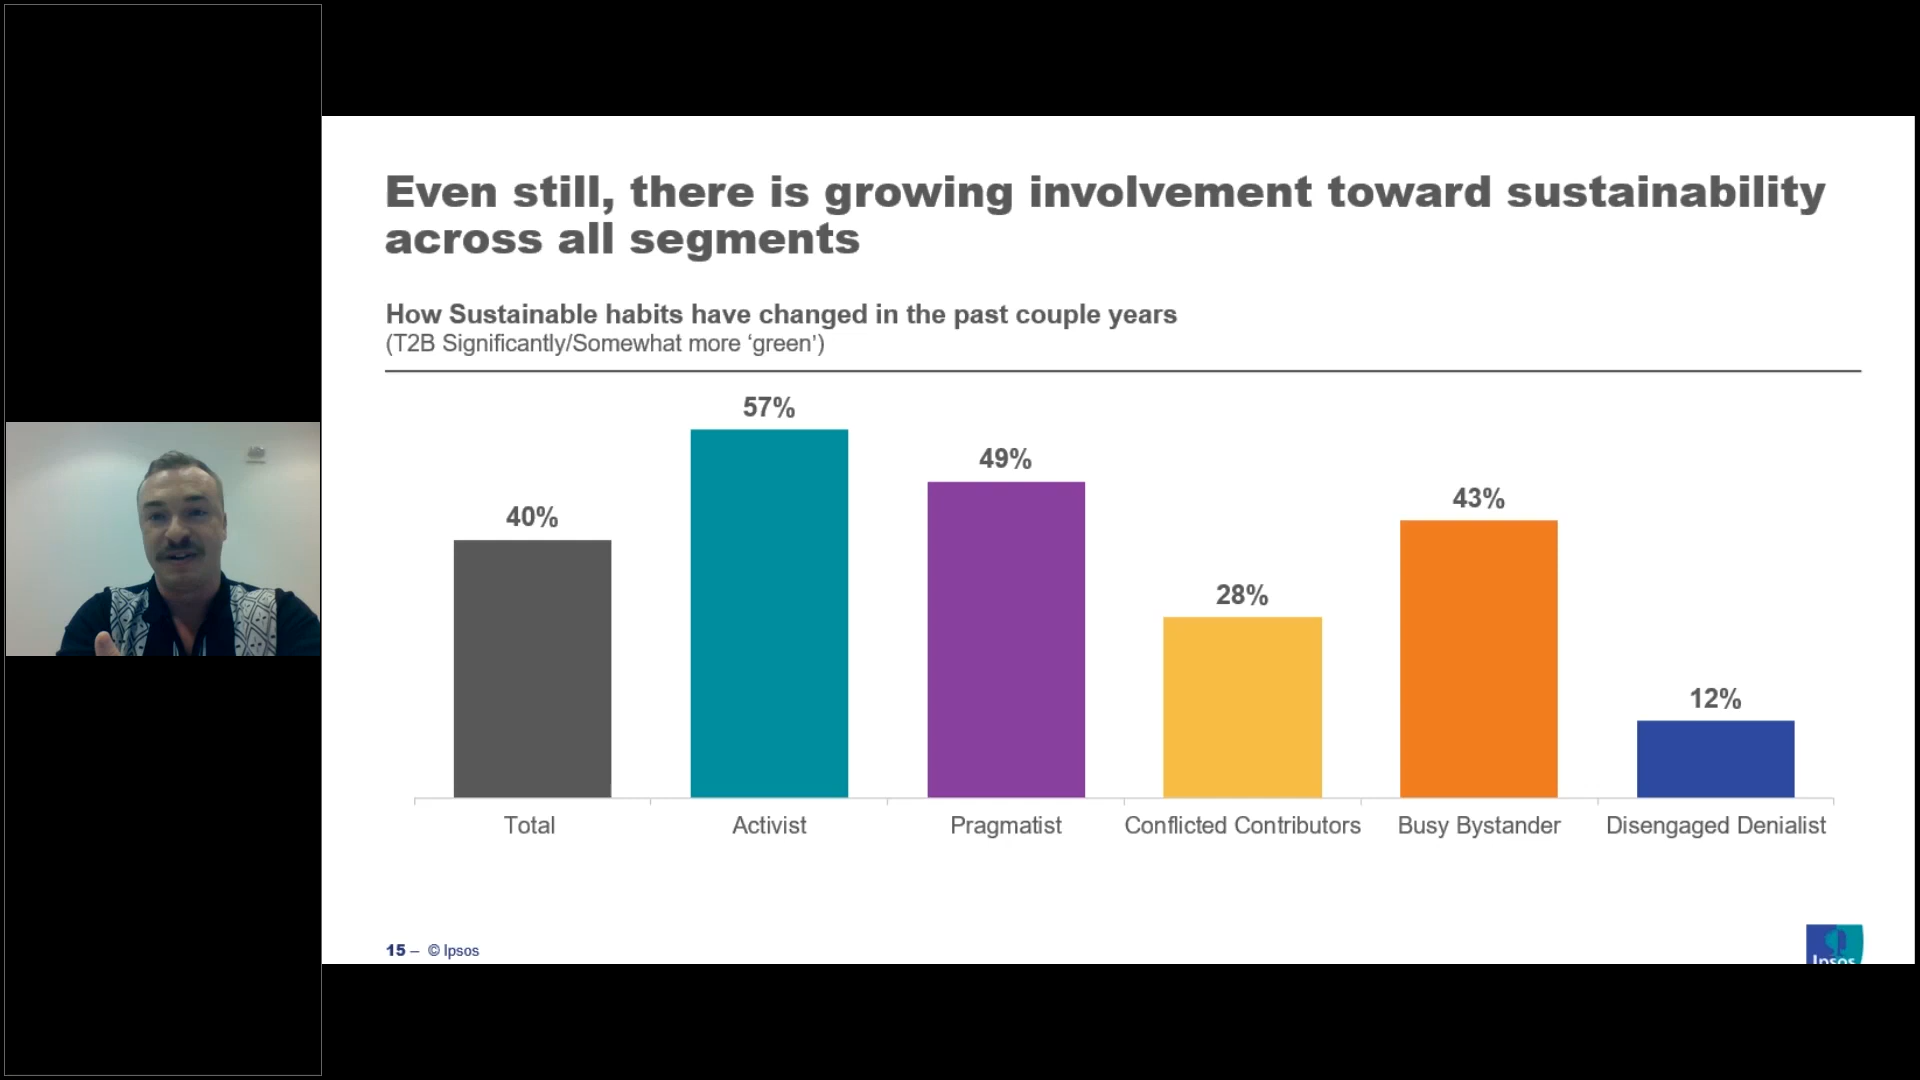 Even still, there is growing involvement toward sustainability
across all segments
How Sustainable habits have changed in the past couple years
(T2B Significantly/Somewhat more ‘green’)
40%
57%
49%
28%
43%
12%
Total
Activist
Pragmatist
Conflicted Contributors
Busy Bystander
Disengaged Denialist
15 – © Ipsos
Ipsos